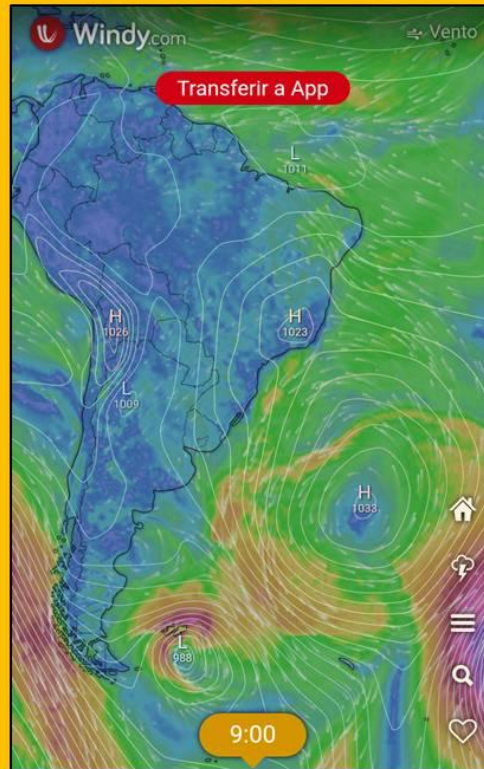 Windy.com
Vento
Transferir a App
L
1011
H
1026
H
1023
L
1009
H
1033
L
988
9:00